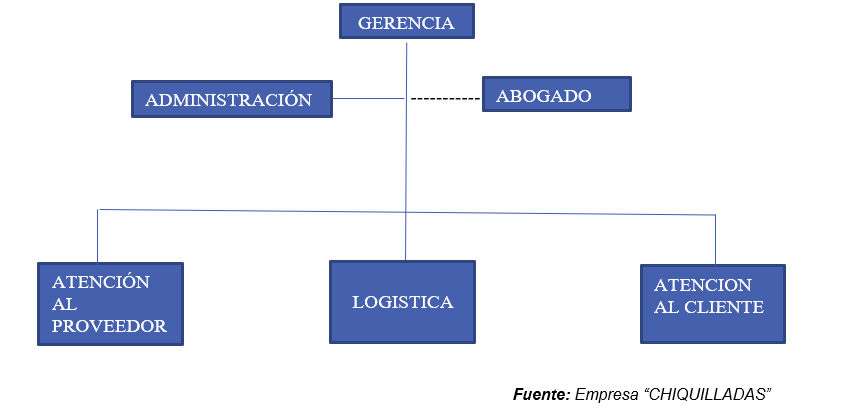 GERENCIA
ADMINISTRACIÓN
ABOGADO
ATENCIÓN
AL
PROVEEDOR
LOGISTICA
ATENCION
AL CLIENTE
Fuente: Empresa “CHIQUILLADAS”